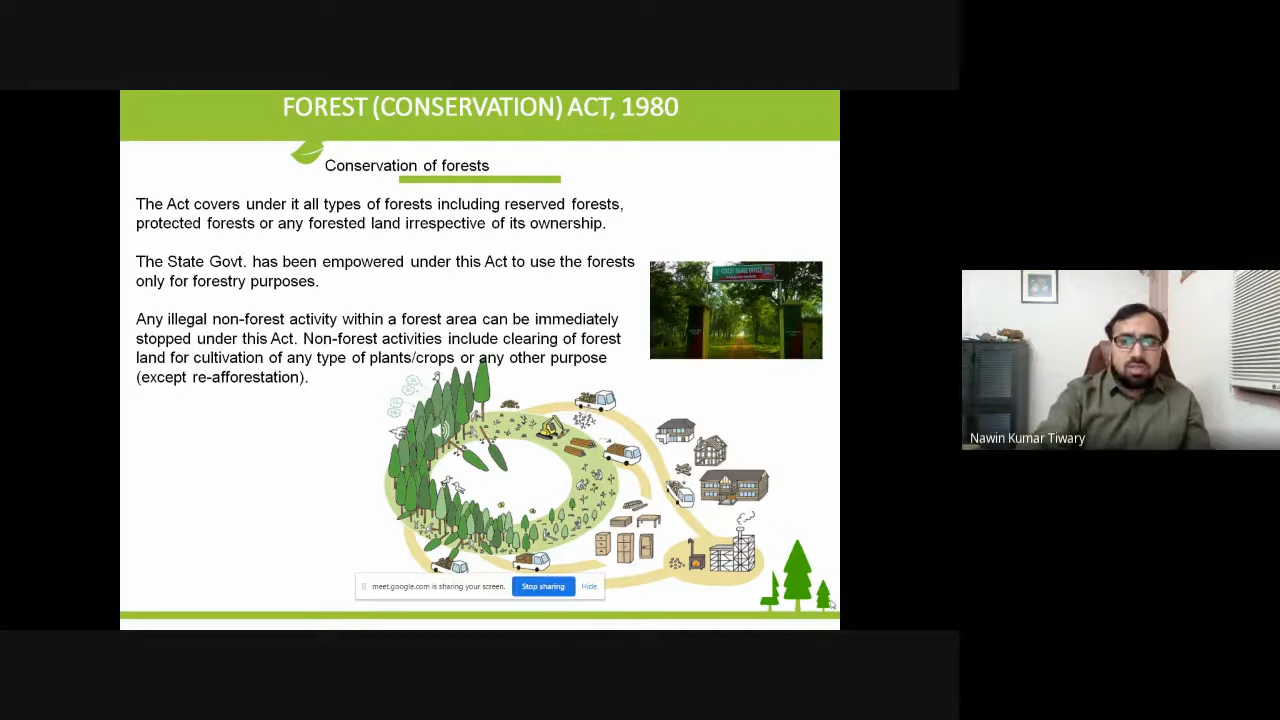 FOREST (CONSERVATION) ACT, 1980
Conservation of forests
The Act covers under it all types of forests including reserved forests,
protected forests or any forested land irrespective of its ownership.
The State Govt. has been empowered under this Act to use the forests
only for forestry purposes.
FOREST RANGE OFFICE
Any illegal non-forest activity within a forest area can be immediately
stopped under this Act. Non-forest activities include clearing of forest
land for cultivation of any type of plants/crops or any other purpose
(except re-afforestation).
Nawin Kumar Tiwary
meet.google.com is sharing your screen.
Stop sharing
Hide